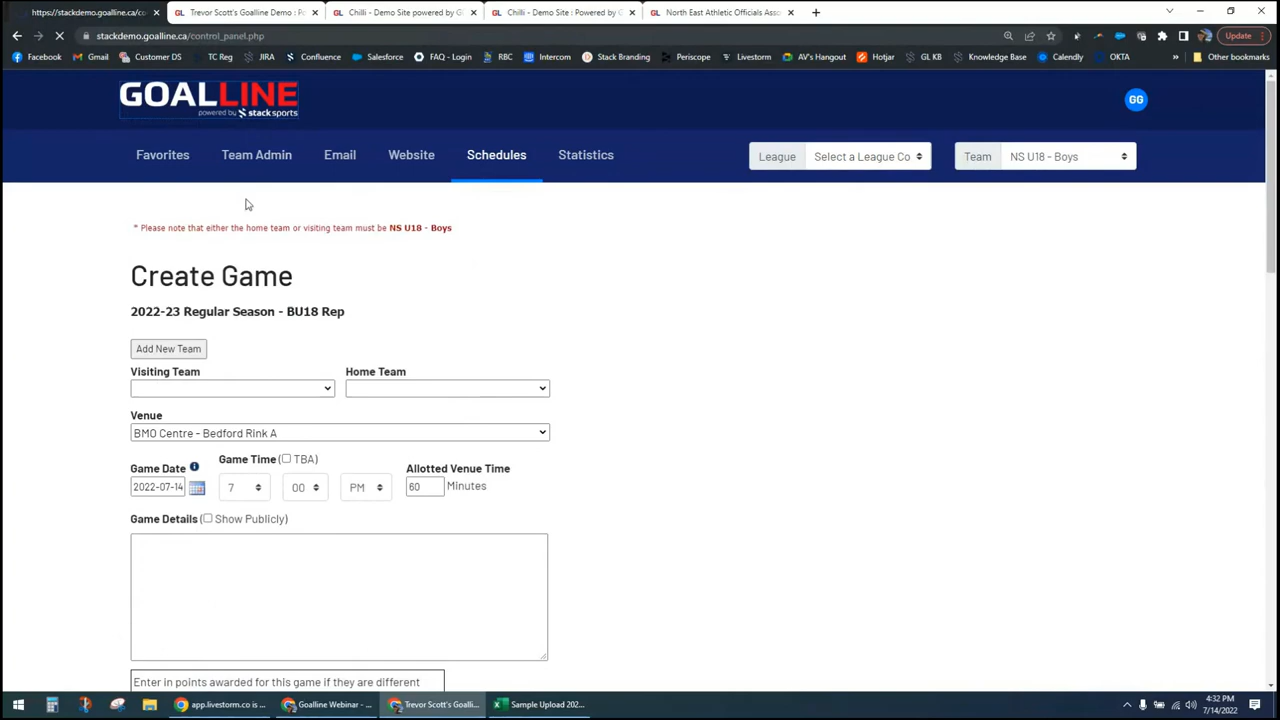 https://stackdemo.goalline.ca/co
Trevor Scott's Goalline Demo : Po
Chilli - Demo Site powered by G
Chilli - Demo Site : Powered by G
North East Athletic Officials Asso
stackdemo.goalline.ca/control_panel.php
Update
Facebook
Gmail
Customer DS
TC Reg
JIRA
Confluence
Salesforce
FAQ - Login
RBC
Intercom
Stack Branding
Periscope
Livestorm
AV's Hangout
Hotjar
GL KB
Knowledge Base
Calendly
OKTA
»
Other bookmarks
GOALLINE
powered by stacksports
GG
Favorites
Team Admin
Email
Website
Schedules
Statistics
League
Select a League Co
Team
NS U18 - Boys
* Please note that either the home team or visiting team must be NS U18 - Boys
Create Game
2022-23 Regular Season - BU18 Rep
Add New Team
Visiting Team
Home Team
Venue
BMO Centre - Bedford Rink A
Game Date
Game Time (TBA)
Allotted Venue Time
2022-07-14
7
00
PM
60
Minutes
Game Details (Show Publicly)
Enter in points awarded for this game if they are different
app.livestorm.co is ...
Goalline Webinar - ...
Trevor Scott's Goalli...
Sample Upload 202...
4:32 PM
7/14/2022